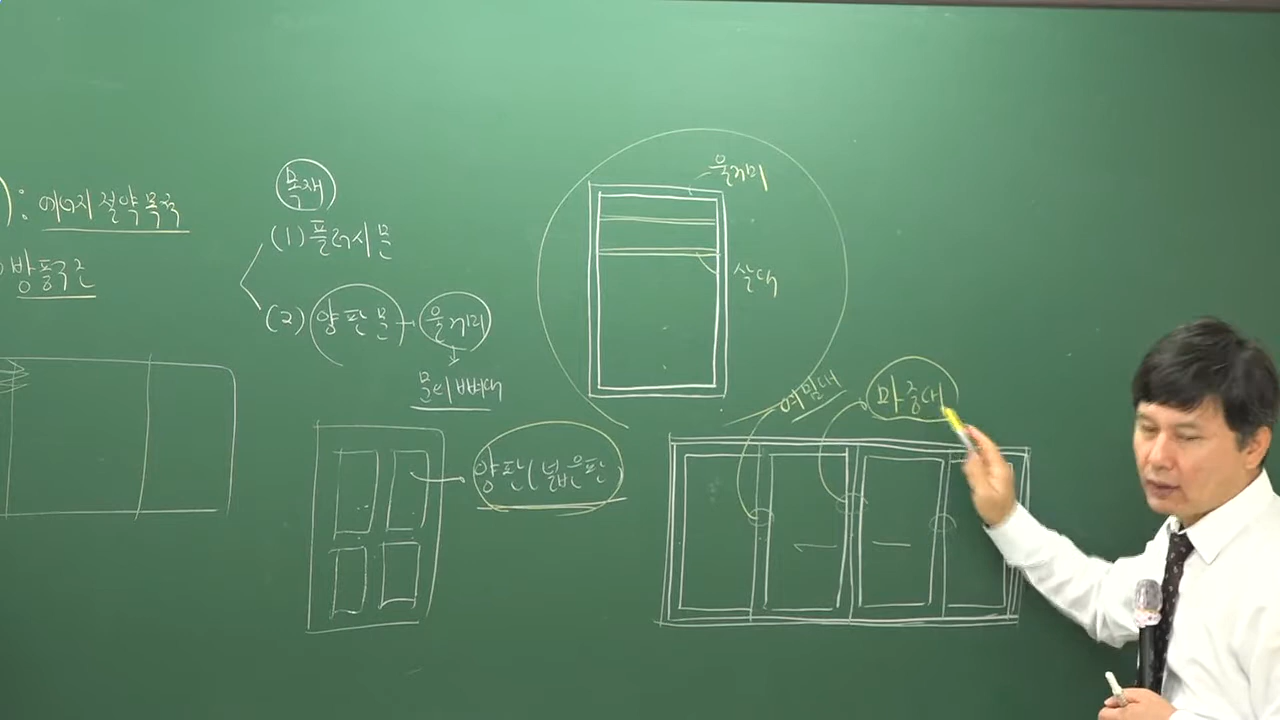 ): 에너지 절약 목적
방풍구조
목재
(1) 플러시 문
(2) 양판문 - 울거미
문의 뼈대
양판(넓은판)
울거미
살대
여밈대
마중대